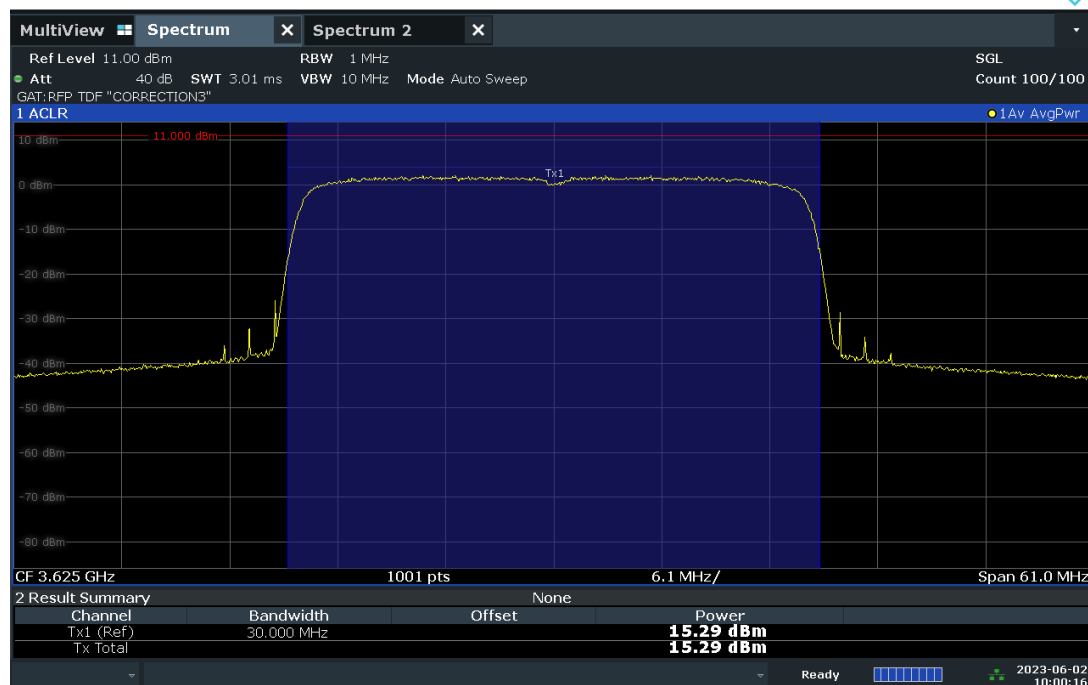 MultiView Spectrum X Spectrum 2 X
Ref Level 11.00 dBm RBW 1 MHz SGL
Att 40 dB SWT 3.01 ms VBW 10 MHz Mode Auto Sweep Count 100/100
GAT:RFP TDF "CORRECTION3"
1 ACLR 1Av AvgPwr
10 dBm
11.000 dBm
Tx1
0 dBm
-10 dBm
-20 dBm
-30 dBm
-40 dBm
-50 dBm
-60 dBm
-70 dBm
-80 dBm
CF 3.625 GHz 1001 pts 6.1 MHz/ Span 61.0 MHz
2 Result Summary None
Channel Bandwidth Offset Power
Tx1 (Ref) 30.000 MHz 15.29 dBm
Tx Total 15.29 dBm
Ready 2023-06-02
10:00:16